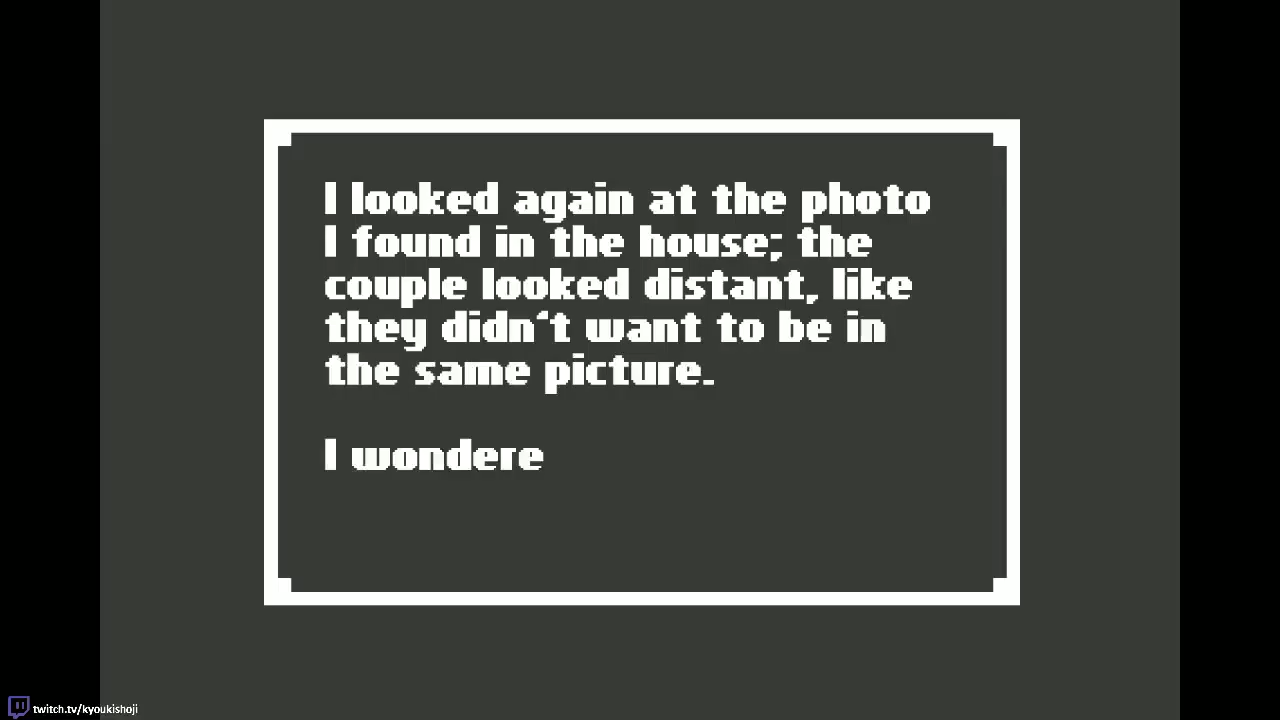 I looked again at the photo
I found in the house; the
couple looked distant, like
they didn‘t want to be in
the same picture.
I wondere
twitch.tv/kyoukishoji